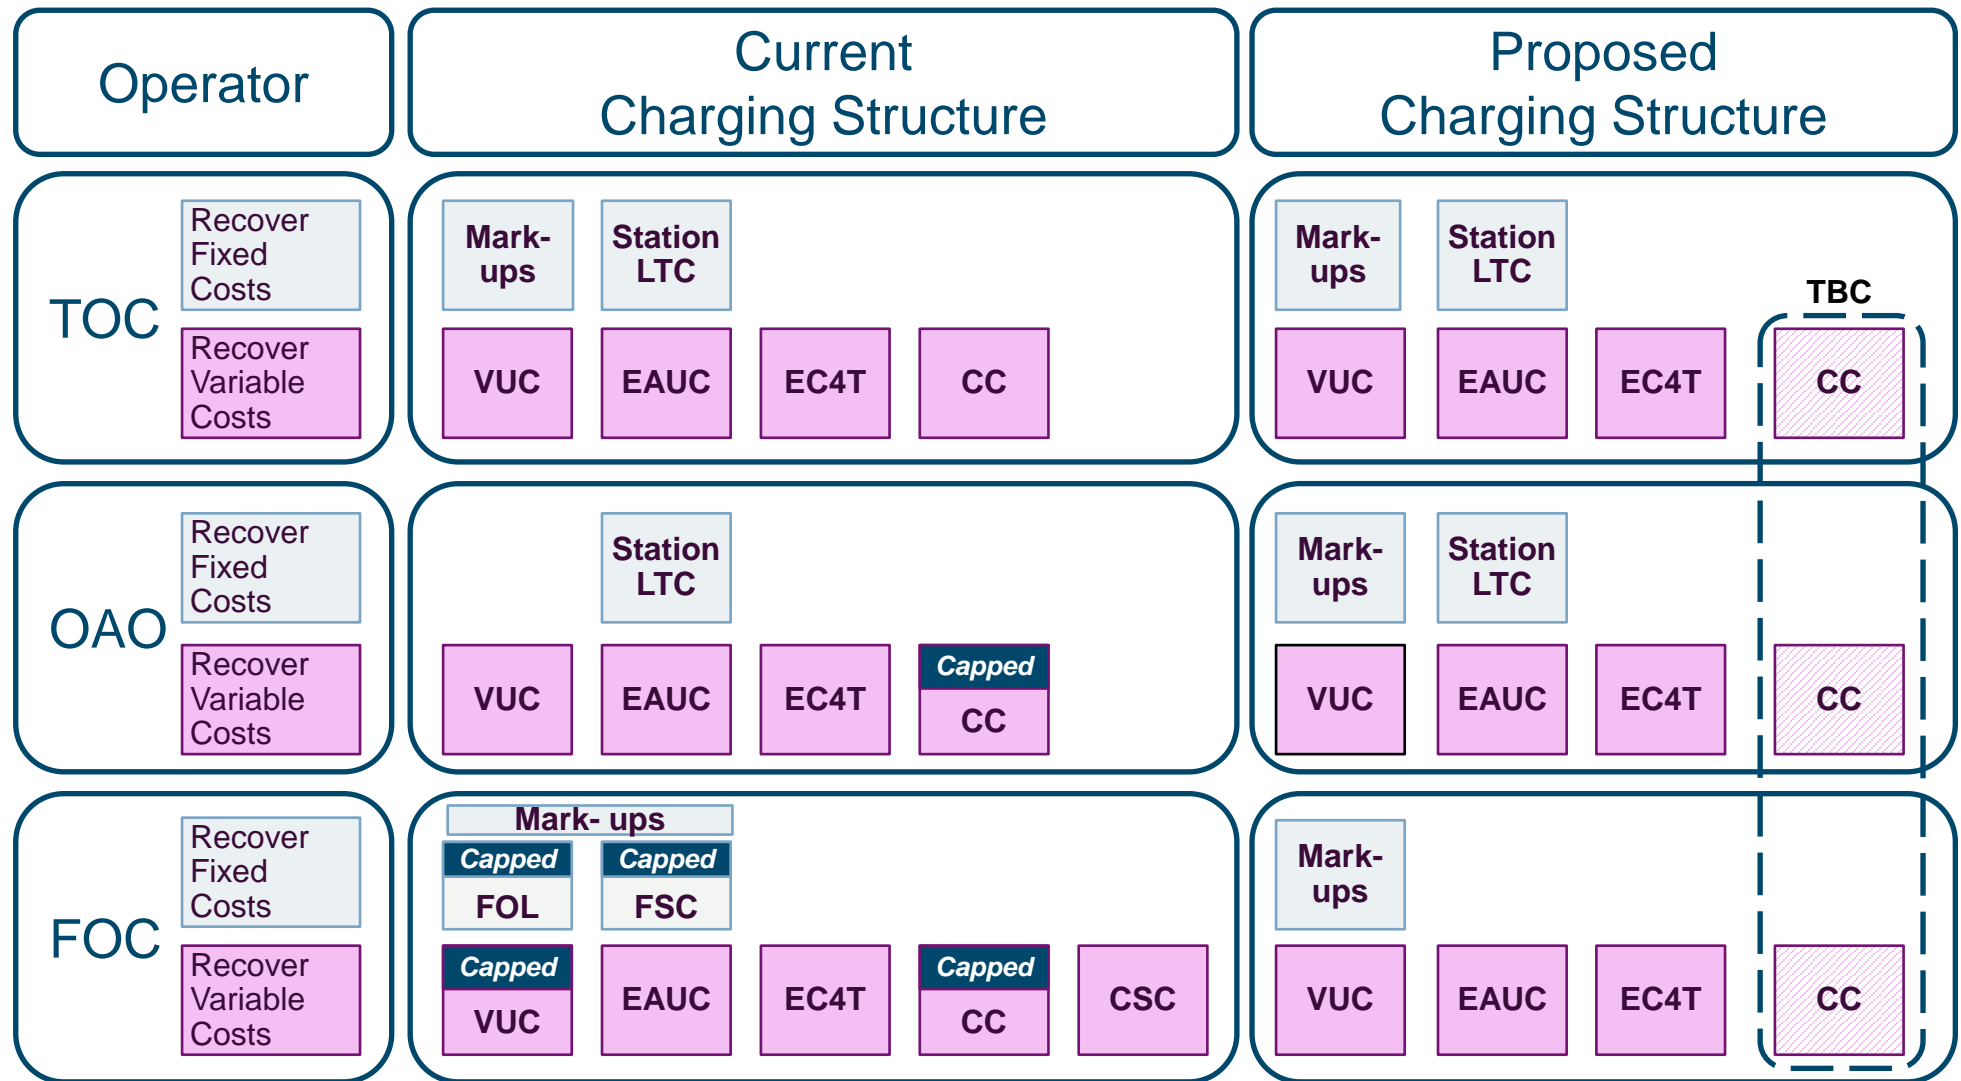 Operator
Current
Charging Structure
Proposed
Charging Structure
TOC
Recover
Fixed
Costs
Recover
Variable
Costs
Mark-
ups
Station
LTC
VUC
EAUC
EC4T
CC
Mark-
ups
Station
LTC
TBC
VUC
EAUC
EC4T
CC
OAO
Recover
Fixed
Costs
Recover
Variable
Costs
Station
LTC
VUC
EAUC
EC4T
Capped
CC
Mark-
ups
Station
LTC
VUC
EAUC
EC4T
CC
FOC
Recover
Fixed
Costs
Recover
Variable
Costs
Mark- ups
Capped
FOL
Capped
FSC
Capped
VUC
EAUC
EC4T
Capped
CC
CSC
Mark-
ups
VUC
EAUC
EC4T
CC